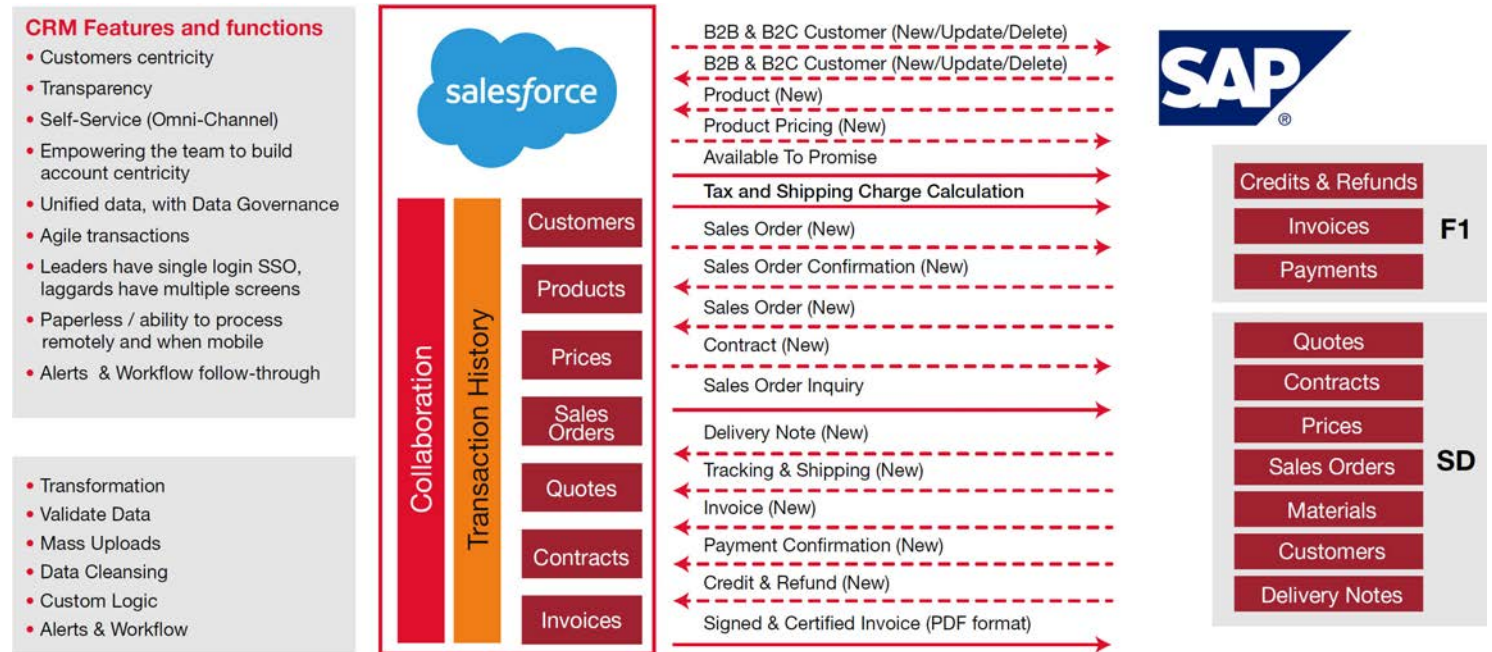 CRM Features and functions
• Customers centricity
• Transparency
• Self-Service (Omni-Channel)
• Empowering the team to build
account centricity
• Unified data, with Data Governance
• Agile transactions
• Leaders have single login SSO,
laggards have multiple screens
• Paperless / ability to process
remotely and when mobile
• Alerts & Workflow follow-through
• Transformation
• Validate Data
• Mass Uploads
• Data Cleansing
• Custom Logic
• Alerts & Workflow
salesforce
Collaboration
Transaction History
Customers
Products
Prices
Sales
Orders
Quotes
Contracts
Invoices
B2B & B2C Customer (New/Update/Delete)
B2B & B2C Customer (New/Update/Delete)
Product (New)
Product Pricing (New)
Available To Promise
Tax and Shipping Charge Calculation
Sales Order (New)
Sales Order Confirmation (New)
Sales Order (New)
Contract (New)
Sales Order Inquiry
Delivery Note (New)
Tracking & Shipping (New)
Invoice (New)
Payment Confirmation (New)
Credit & Refund (New)
Signed & Certified Invoice (PDF format)
SAP®
Credits & Refunds
Invoices
Payments
F1
Quotes
Contracts
Prices
Sales Orders
Materials
Customers
Delivery Notes
SD